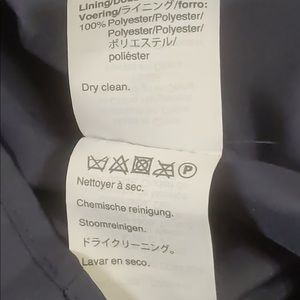 Lining/
Voering/ライニング/forro:
100% Polyester/Polyester/
Polyester/Polyester/
ポリエステル/
poliéster
Dry clean.
P
Nettoyer à sec.
Chemische reinigung.
Stoomreinigen.
ドライクリーニング。
Lavar en seco.